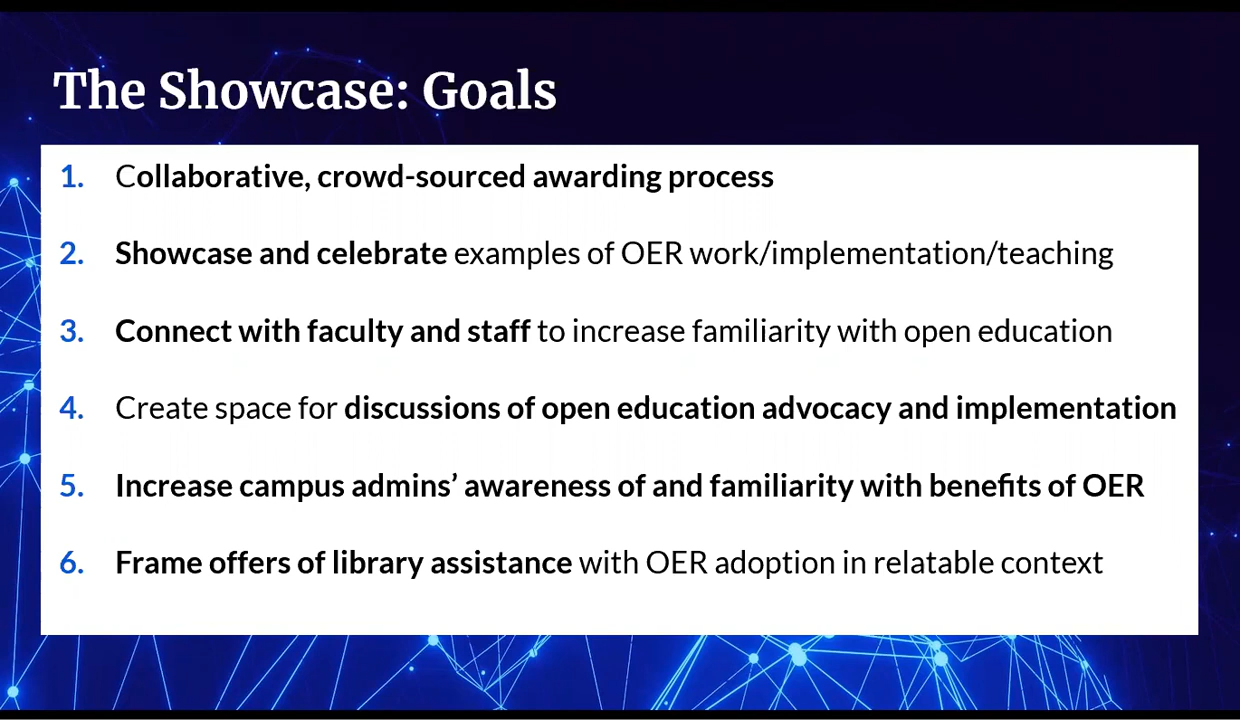 The Showcase: Goals
1. Collaborative, crowd-sourced awarding process
2. Showcase and celebrate examples of OER work/implementation/teaching
3. Connect with faculty and staff to increase familiarity with open education
4. Create space for discussions of open education advocacy and implementation
5. Increase campus admins’ awareness of and familiarity with benefits of OER
6. Frame offers of library assistance with OER adoption in relatable context